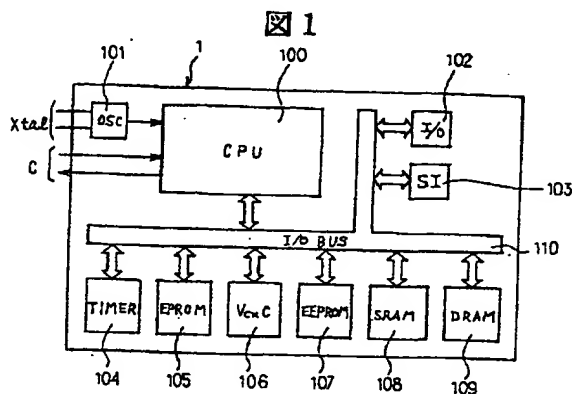 図1
101
1
100
102
Xtal
OSC
CPU
I/O
C
SI
103
I/O BUS
110
TIMER
EPROM
VcxC
EEPROM
SRAM
DRAM
104
105
106
107
108
109